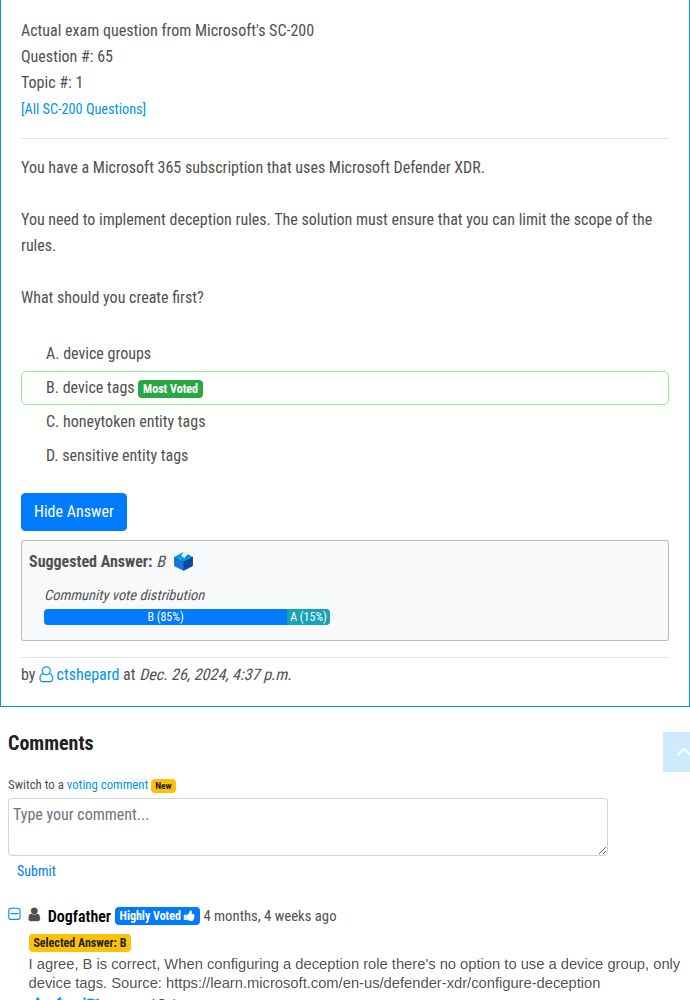 Actual exam question from Microsoft's SC-200
Question #: 65
Topic #: 1
[All SC-200 Questions]
You have a Microsoft 365 subscription that uses Microsoft Defender XDR.
You need to implement deception rules. The solution must ensure that you can limit the scope of the
rules.
What should you create first?
A. device groups
B. device tags Most Voted
C. honeytoken entity tags
D. sensitive entity tags
Hide Answer
Suggested Answer: B
Community vote distribution
B (85%) A (15%)
by ctshepard at Dec. 26, 2024, 4:37 p.m.
Comments
Switch to a voting comment New
Type your comment...
Submit
Dogfather Highly Voted 4 months, 4 weeks ago
Selected Answer: B
I agree, B is correct, When configuring a deception role there's no option to use a device group, only
device tags. Source: https://learn.microsoft.com/en-us/defender-xdr/configure-deception